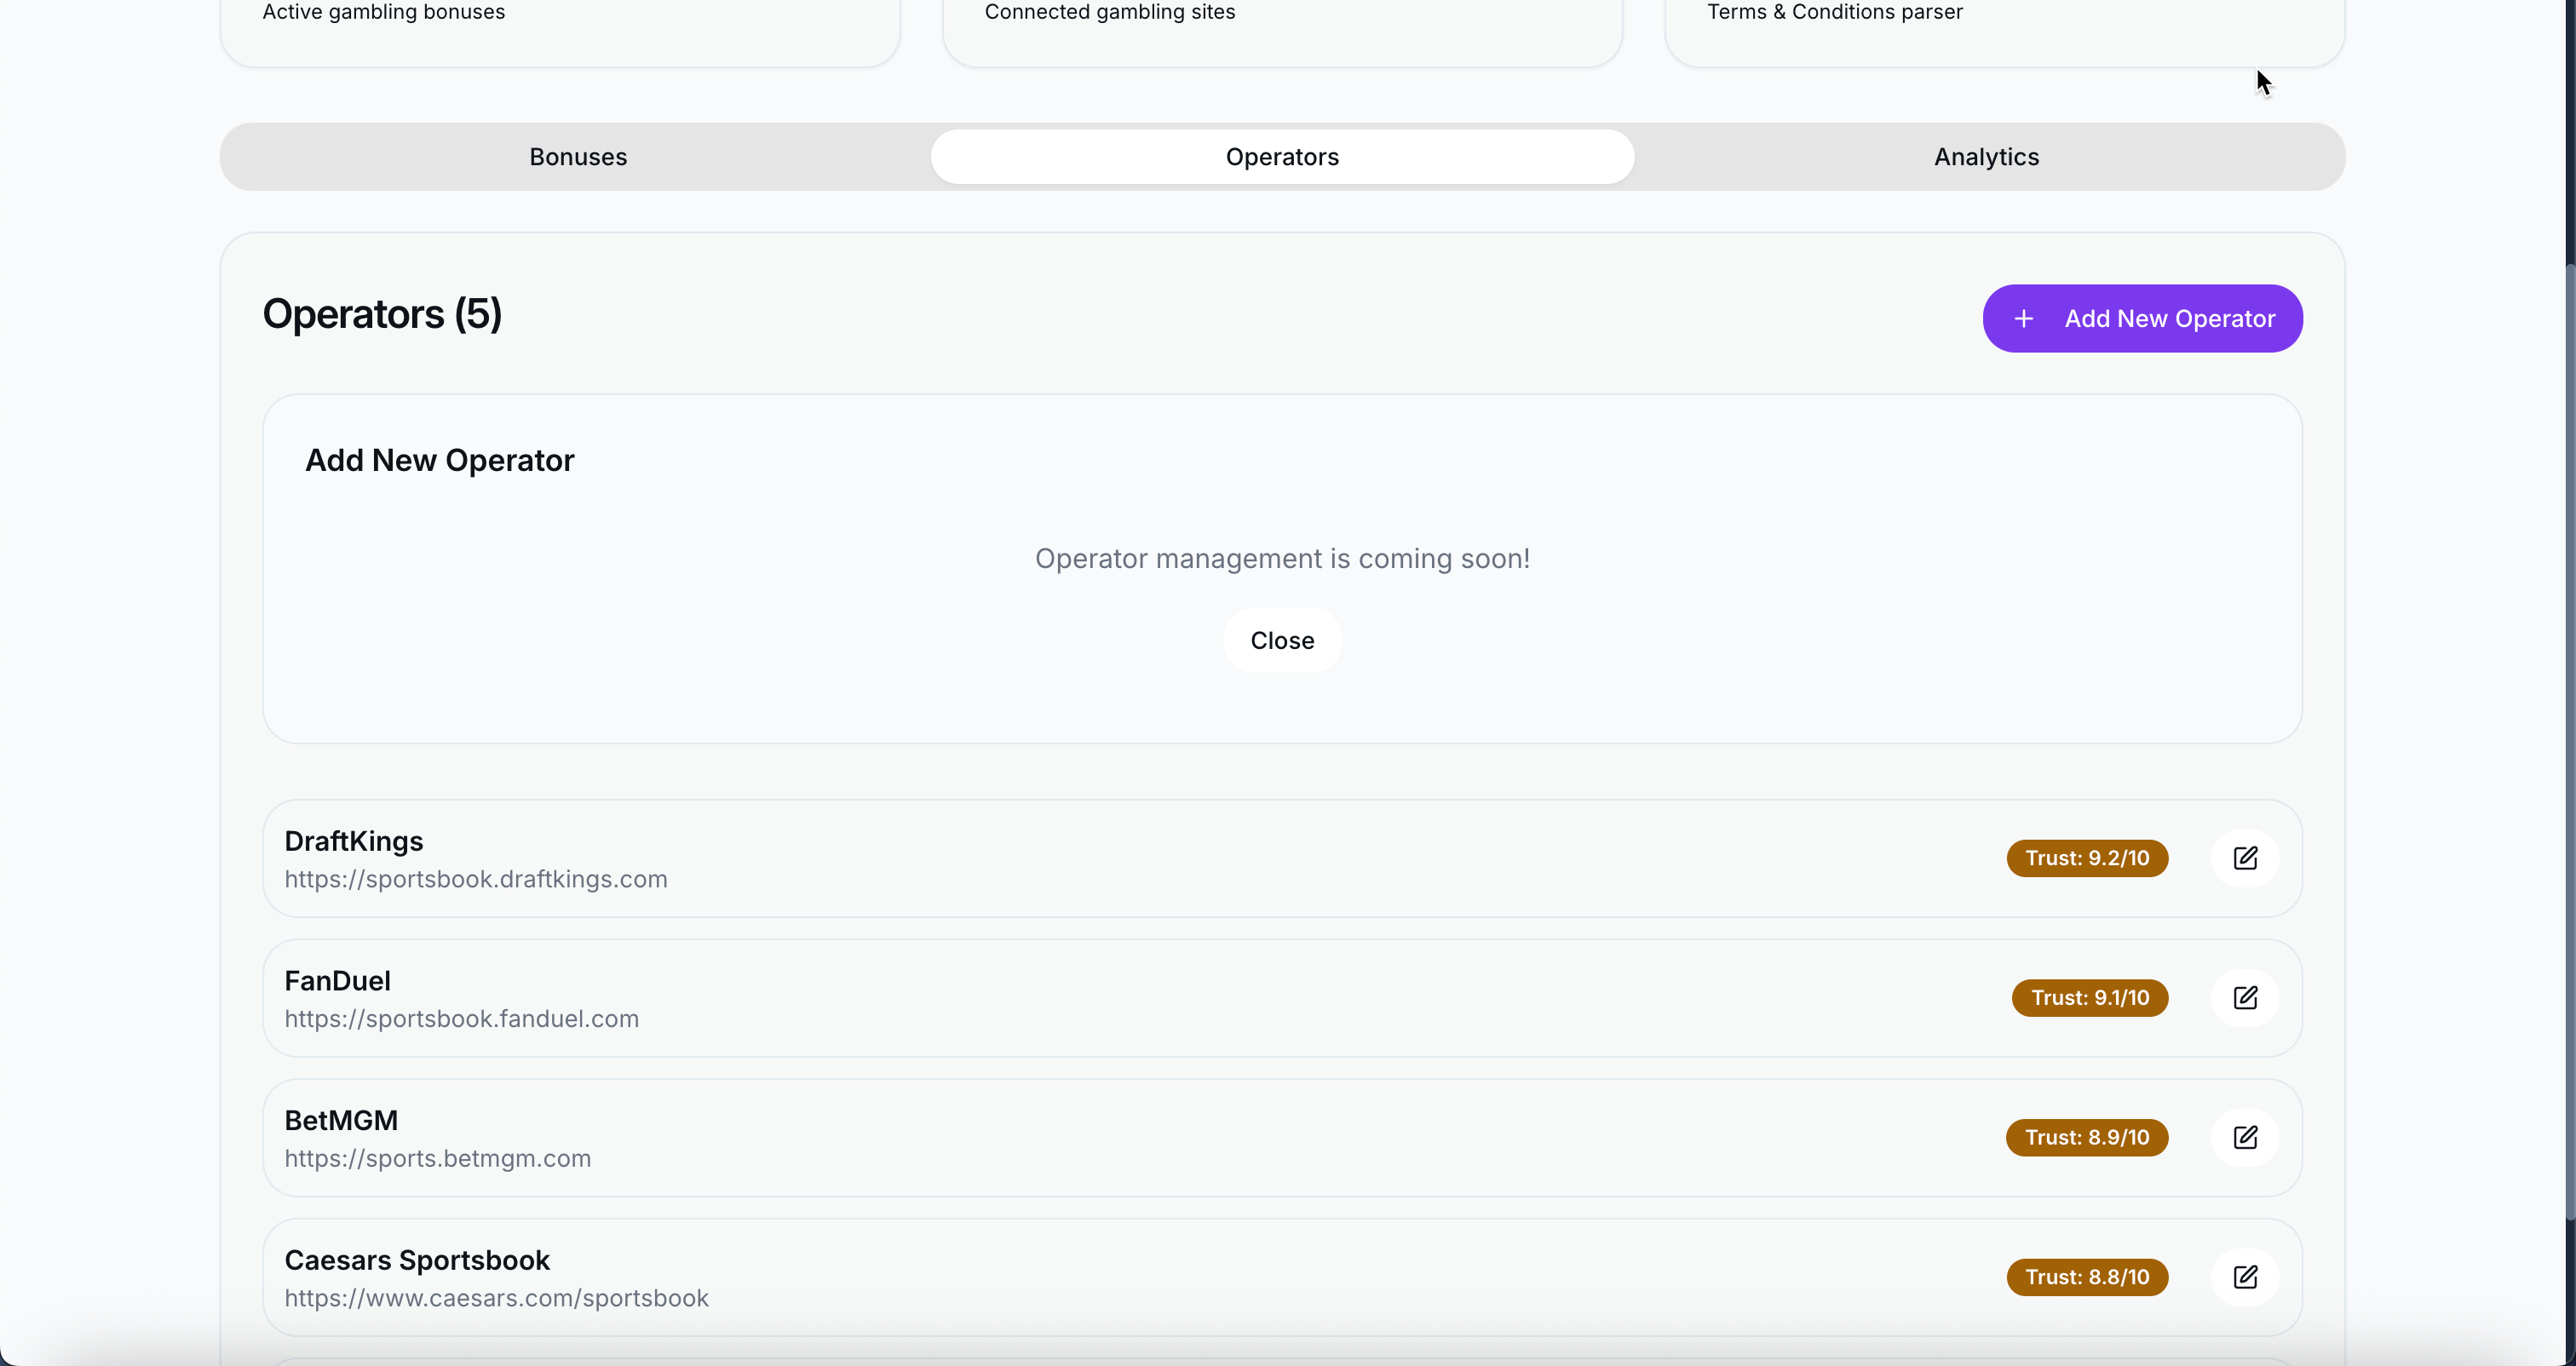 Active gambling bonuses
Connected gambling sites
Terms & Conditions parser
Bonuses
Operators
Analytics
Operators (5)
Add New Operator
Add New Operator
Operator management is coming soon!
Close
DraftKings
https://sportsbook.draftkings.com
Trust: 9.2/10
FanDuel
https://sportsbook.fanduel.com
Trust: 9.1/10
BetMGM
https://sports.betmgm.com
Trust: 8.9/10
Caesars Sportsbook
https://www.caesars.com/sportsbook
Trust: 8.8/10